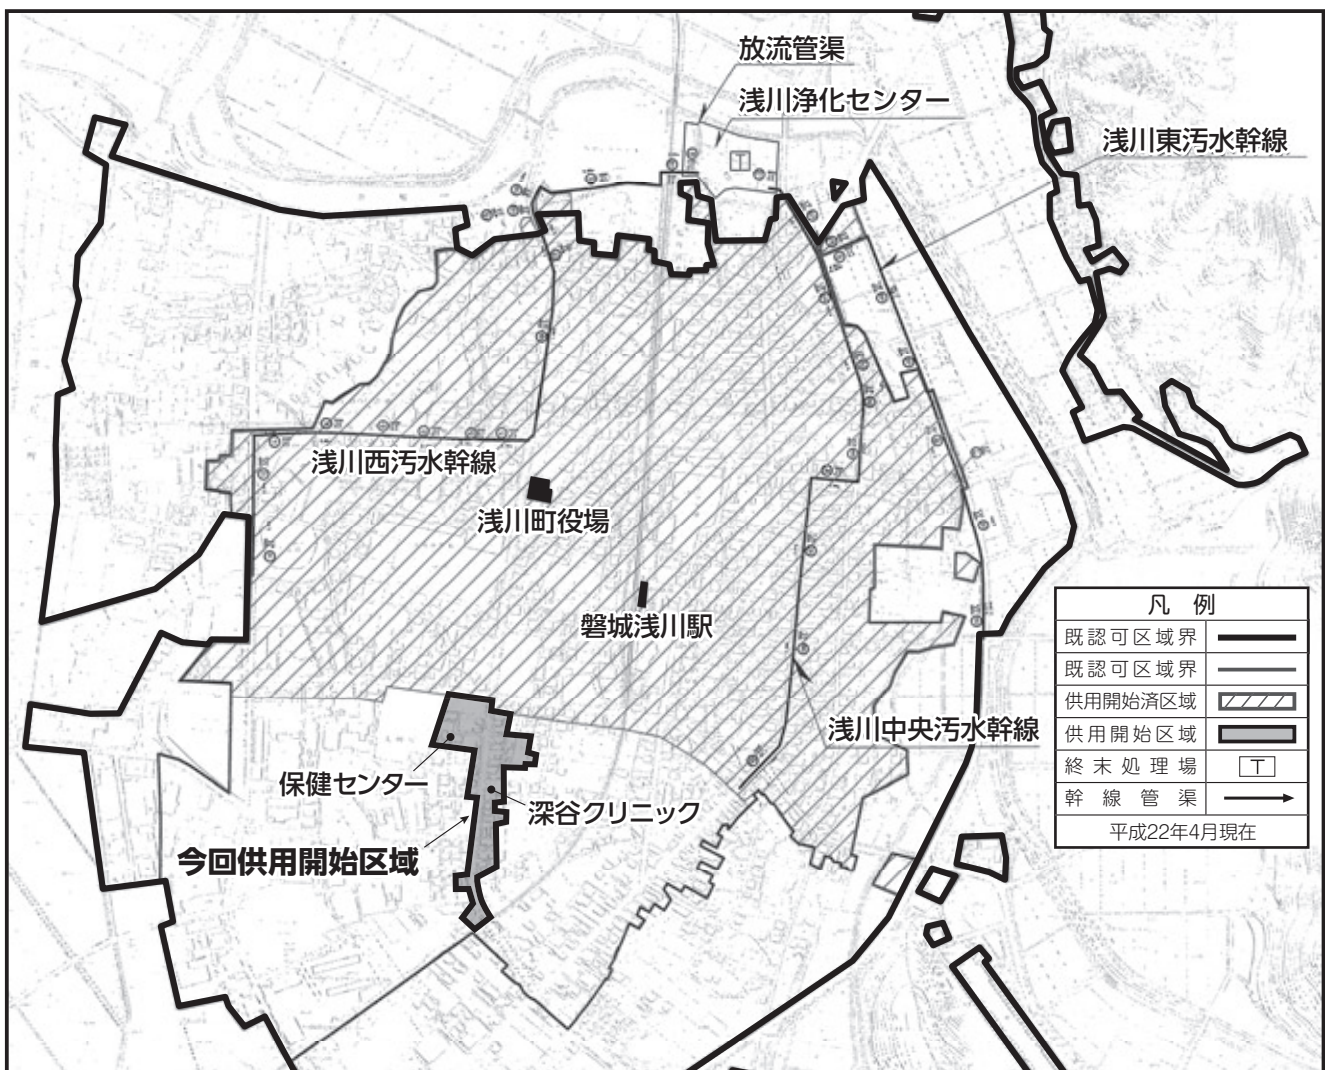 放流管渠
浅川浄化センター
浅川東汚水幹線
T
浅川西汚水幹線
浅川町役場
磐城浅川駅
浅川中央汚水幹線
保健センター
深谷クリニック
今回供用開始区域
凡 例
既認可区域界
既認可区域界
供用開始済区域
供用開始区域
終末処理場 T
幹線管渠
平成22年4月現在